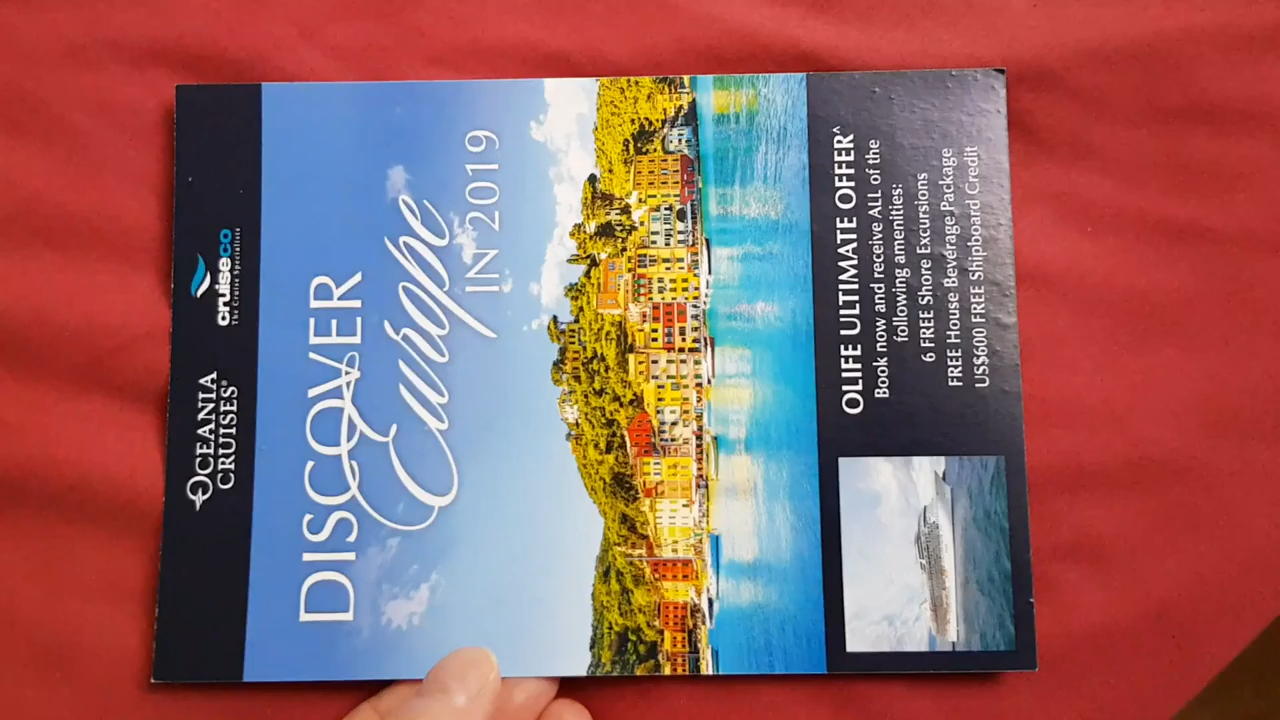 OCEANIA
CRUISES®
cruiseco
The Cruise Specialists
DISCOVER
Europe
IN 2019
OLIFE ULTIMATE OFFER^
Book now and receive ALL of the
following amenities:
6 FREE Shore Excursions
FREE House Beverage Package
US$600 FREE Shipboard Credit